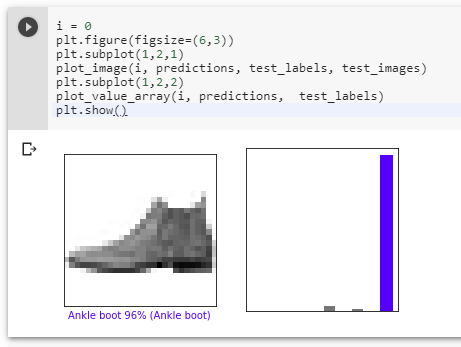 i = 0
plt.figure(figsize=(6,3))
plt.subplot(1,2,1)
plot_image(i, predictions, test_labels, test_images)
plt.subplot(1,2,2)
plot_value_array(i, predictions,  test_labels)
plt.show()
Ankle boot 96% (Ankle boot)